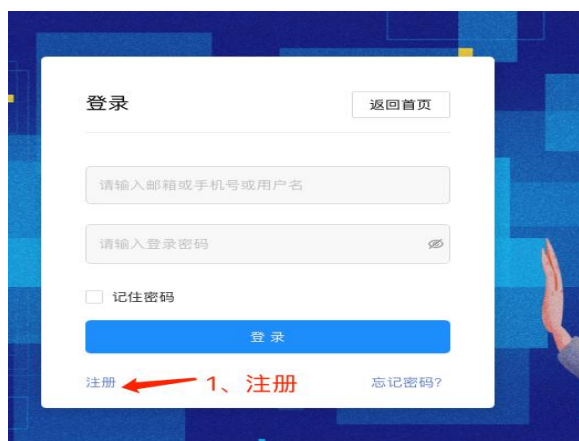 登录
返回首页
请输入邮箱或手机号或用户名
请输入登录密码
记住密码
登录
注册
1、注册
忘记密码?